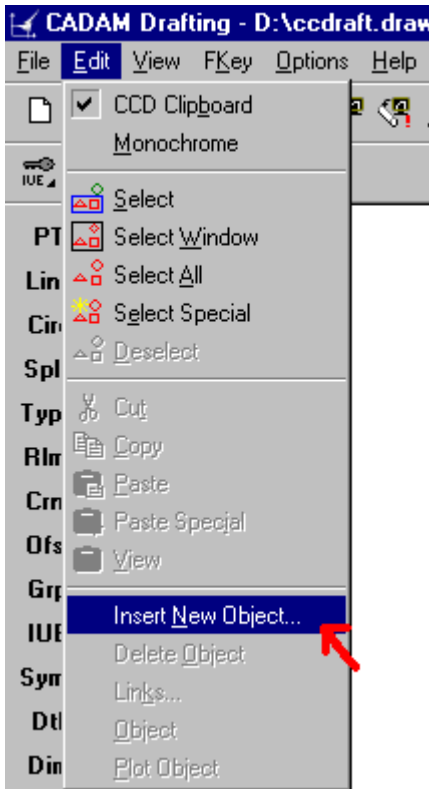 CADAM Drafting - D:\ccdraft.draw
File Edit View FKey Options Help
CCD Clipboard
Monochrome
IUE
Select
PT
Select Window
Lin
Select All
Cir
Select Special
Deselect
Spl
Typ
Cut
Copy
Rlm
Paste
Crn
Paste Special
Ofs
View
Grp
Insert New Object...
IUE
Delete Object
Sym
Links...
Dtl
Object
Dim
Plot Object